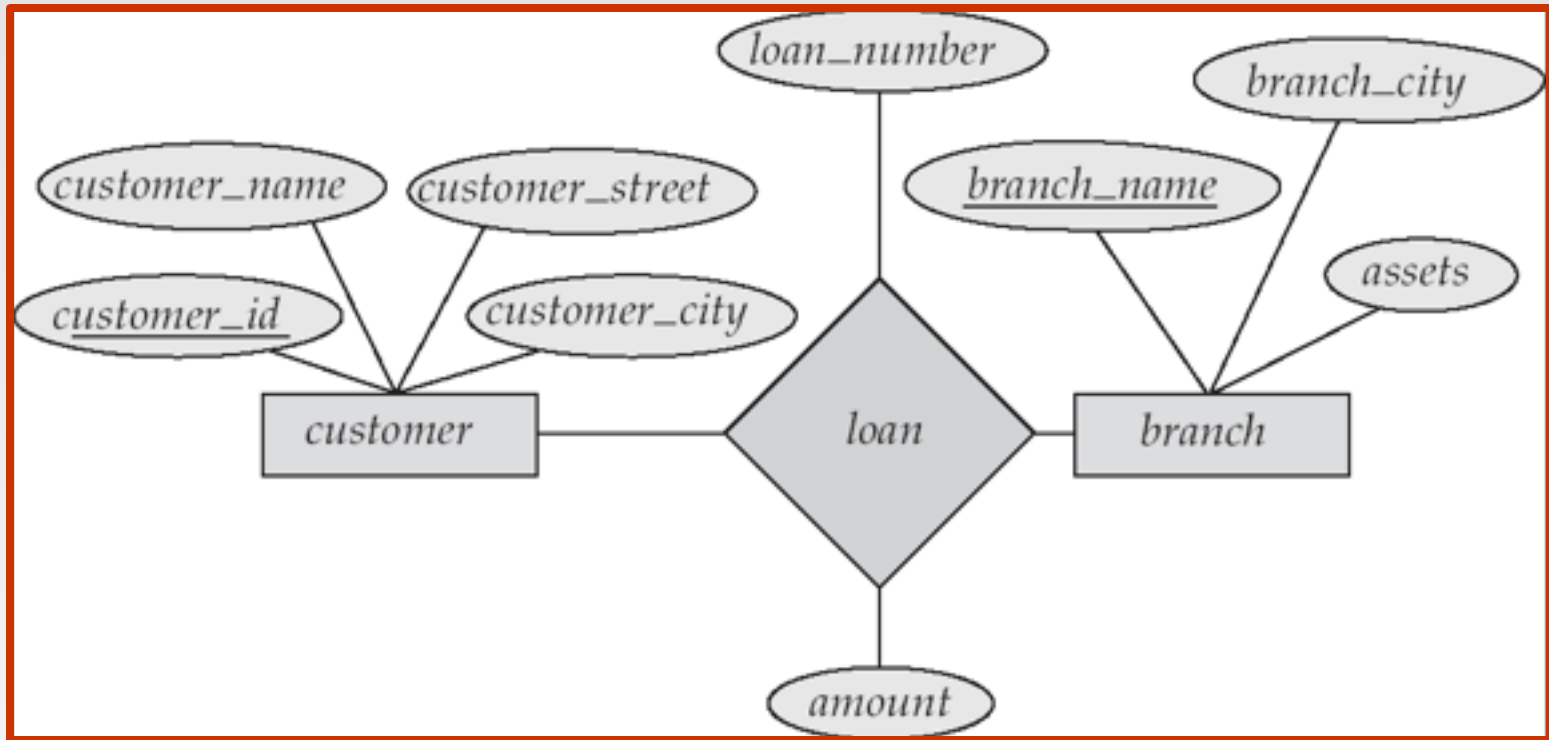 loan_number
branch_city
customer_name
customer_street
branch_name
customer_id
customer_city
assets
customer
loan
branch
amount